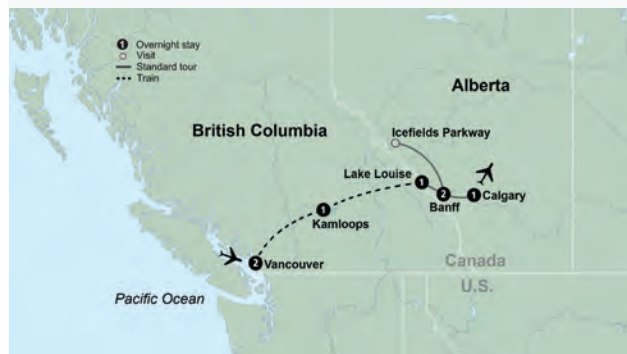 1 Overnight stay
Visit
Standard tour
Train
Alberta
British Columbia
Icefields Parkway
Lake Louise
1
2
1 Calgary
Banff
1
Kamloops
2 Vancouver
Canada
U.S.
Pacific Ocean